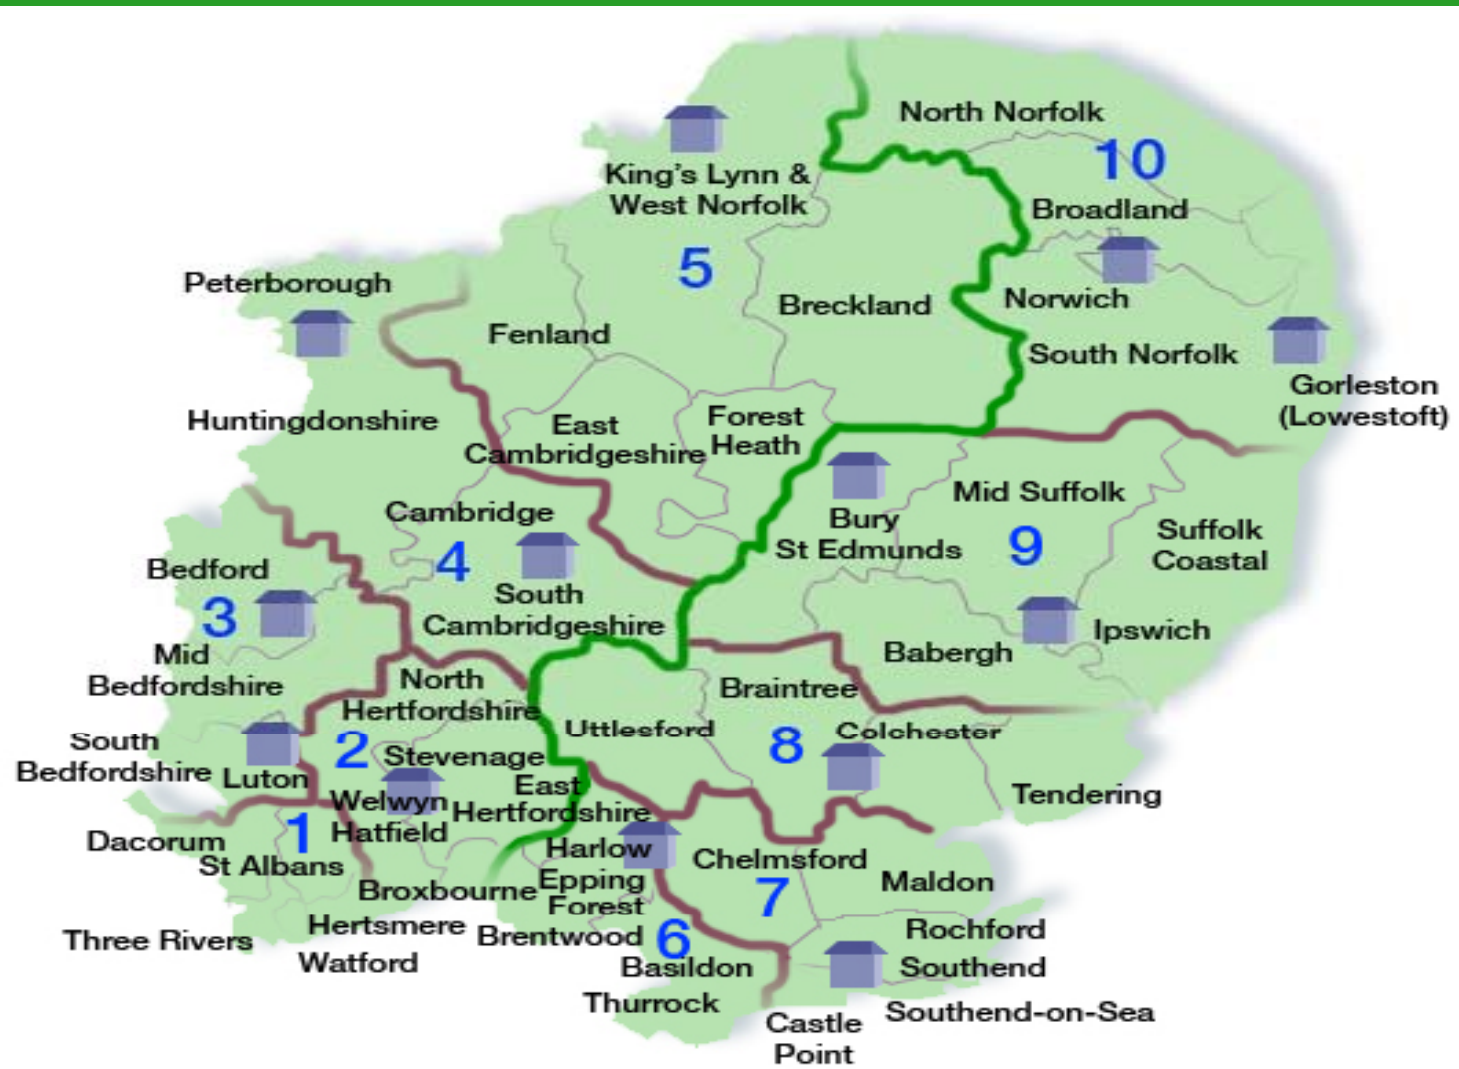 North Norfolk
10
King's Lynn &
West Norfolk
Broadland
5
Peterborough
Breckland
Norwich
Fenland
South Norfolk
Gorleston
(Lowestoft)
Huntingdonshire
East
Cambridgeshire
Forest
Heath
Mid Suffolk
Cambridge
Bury
St Edmunds
9
Suffolk
Coastal
4
Bedford
3
South
Cambridgeshire
Ipswich
Babergh
Mid
Bedfordshire
North
Hertfordshire
Braintree
Uttlesford
8
Colchester
South
Bedfordshire
Luton
2
Stevenage
East
Hertfordshire
Tendering
Welwyn
Hatfield
Dacorum
1
St Albans
Harlow
Chelmsford
Broxbourne
Epping
Forest
7
Maldon
Three Rivers
Hertsmere
Watford
Brentwood
6
Rochford
Basildon
Southend
Thurrock
Castle
Point
Southend-on-Sea